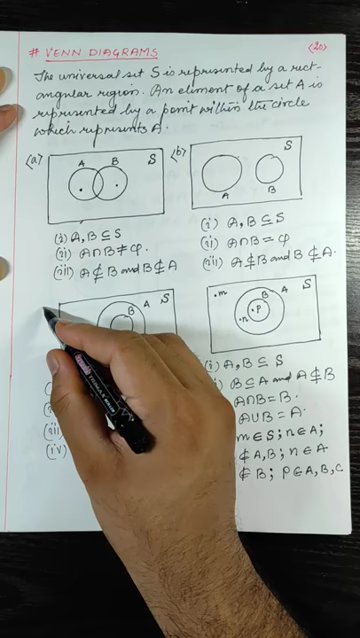 # VENN DIAGRAMS
<20>
The universal set S is represented by a rect-
angular region. An element of a set A is
represented by a point within the circle
which represents A.
(a)
A B S
(i) A, B ⊆ S
(ii) A∩B ≠ φ.
(iii) A ⊄ B and B ⊄ A
(b)
S
A B
(i) A, B ⊆ S
(ii) A∩B = φ
(iii) A ⊈ B and B ⊈ A.
B A S
(iv)
S
.m B A
.P
.n
A, B ⊆ S
B ⊆ A and A ⊈ B
A∩B = B.
A∪B = A.
m ∈ S; n ∈ A;
∉ A, B; n ∈ A
∉ B; P ∈ A, B, C